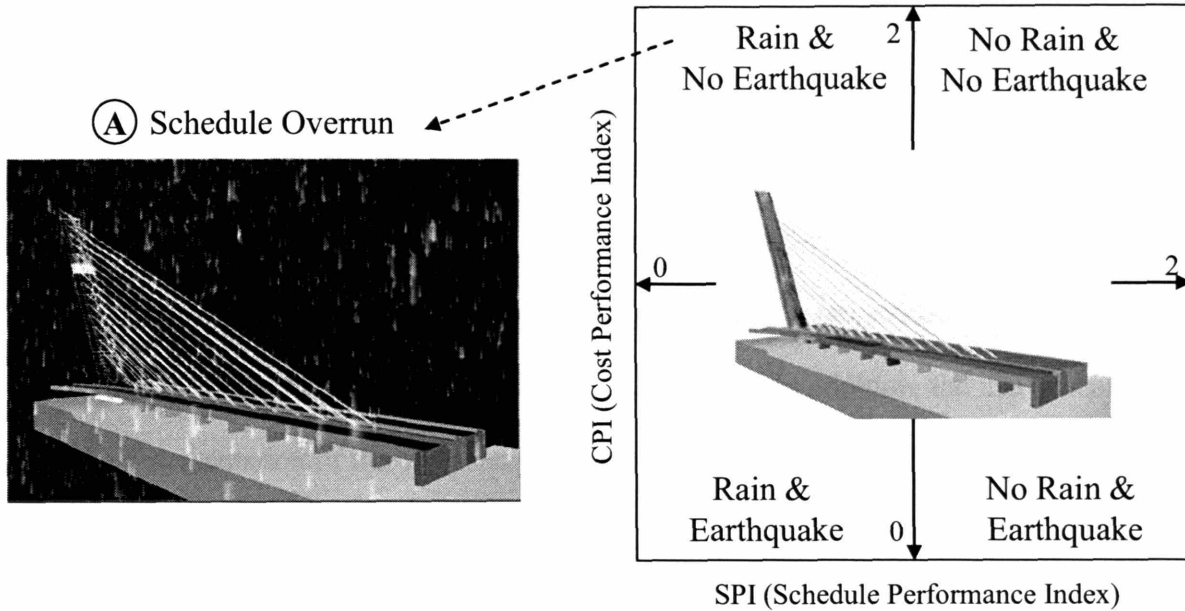 Rain &
No Earthquake
2
No Rain &
No Earthquake
A Schedule Overrun
CPI (Cost Performance Index)
0
2
Rain &
Earthquake
0
No Rain &
Earthquake
SPI (Schedule Performance Index)